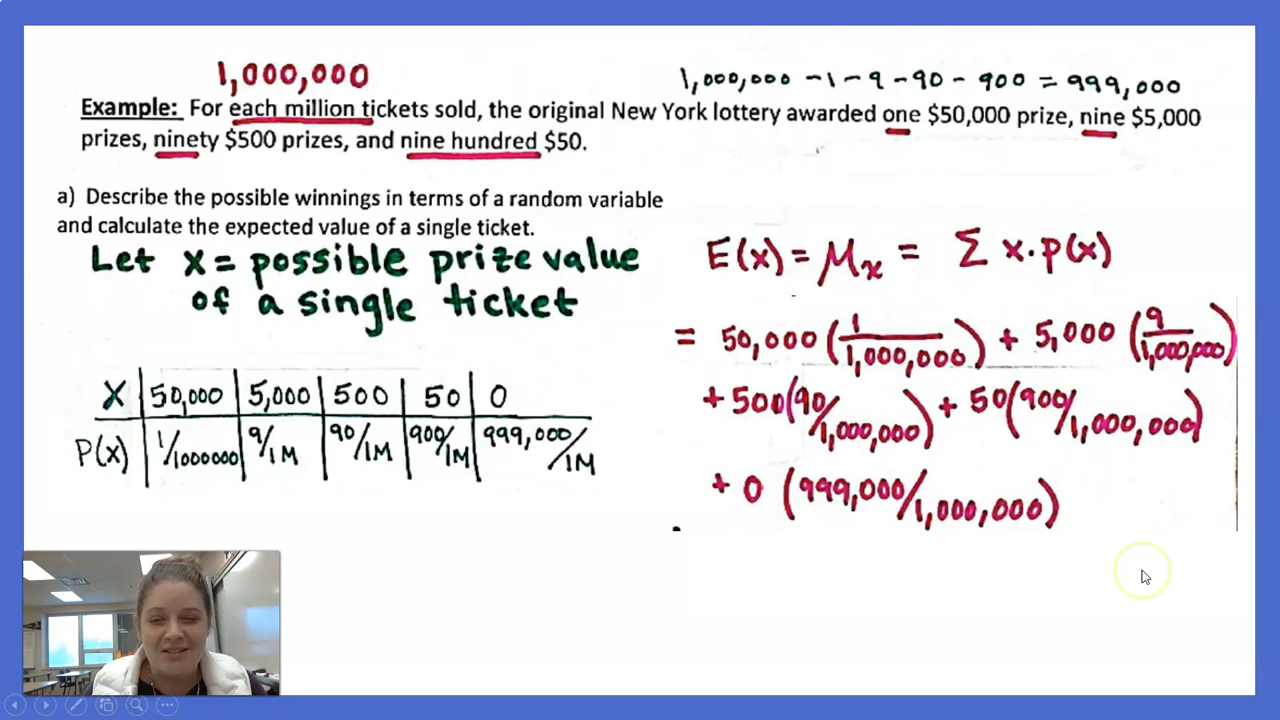 1,000,000
1,000,000 - 1 - 9 - 90 - 900 = 999,000
Example: For each million tickets sold, the original New York lottery awarded one $50,000 prize, nine $5,000
prizes, ninety $500 prizes, and nine hundred $50.
a) Describe the possible winnings in terms of a random variable
and calculate the expected value of a single ticket.
Let x = possible prize value
of a single ticket
X 50,000 5,000 500 50 0
P(X) 1/1000000 9/1M 90/1M 900/1M 999,000/1M
E(x) = μx = Σ x·p(x)
= 50,000 (1/1,000,000) + 5,000 (9/1,000,000)
+ 500(90/1,000,000) + 50(900/1,000,000)
+ 0 (999,000/1,000,000)